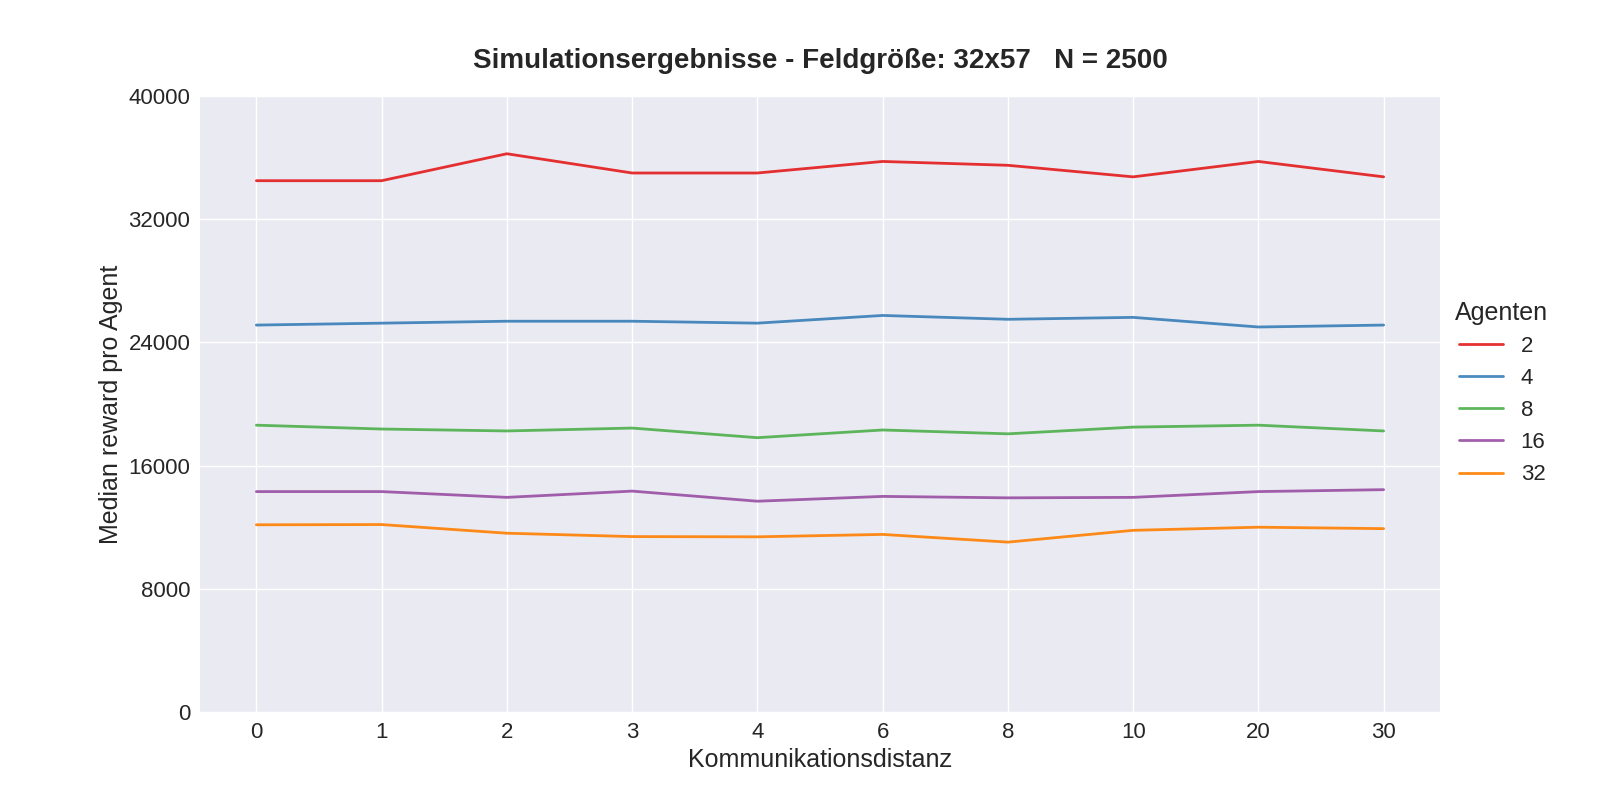 Simulationsergebnisse - Feldgröße: 32x57   N = 2500
40000
32000
24000
16000
8000
0
Median reward pro Agent
0 1 2 3 4 6 8 10 20 30
Kommunikationsdistanz
Agenten
2
4
8
16
32